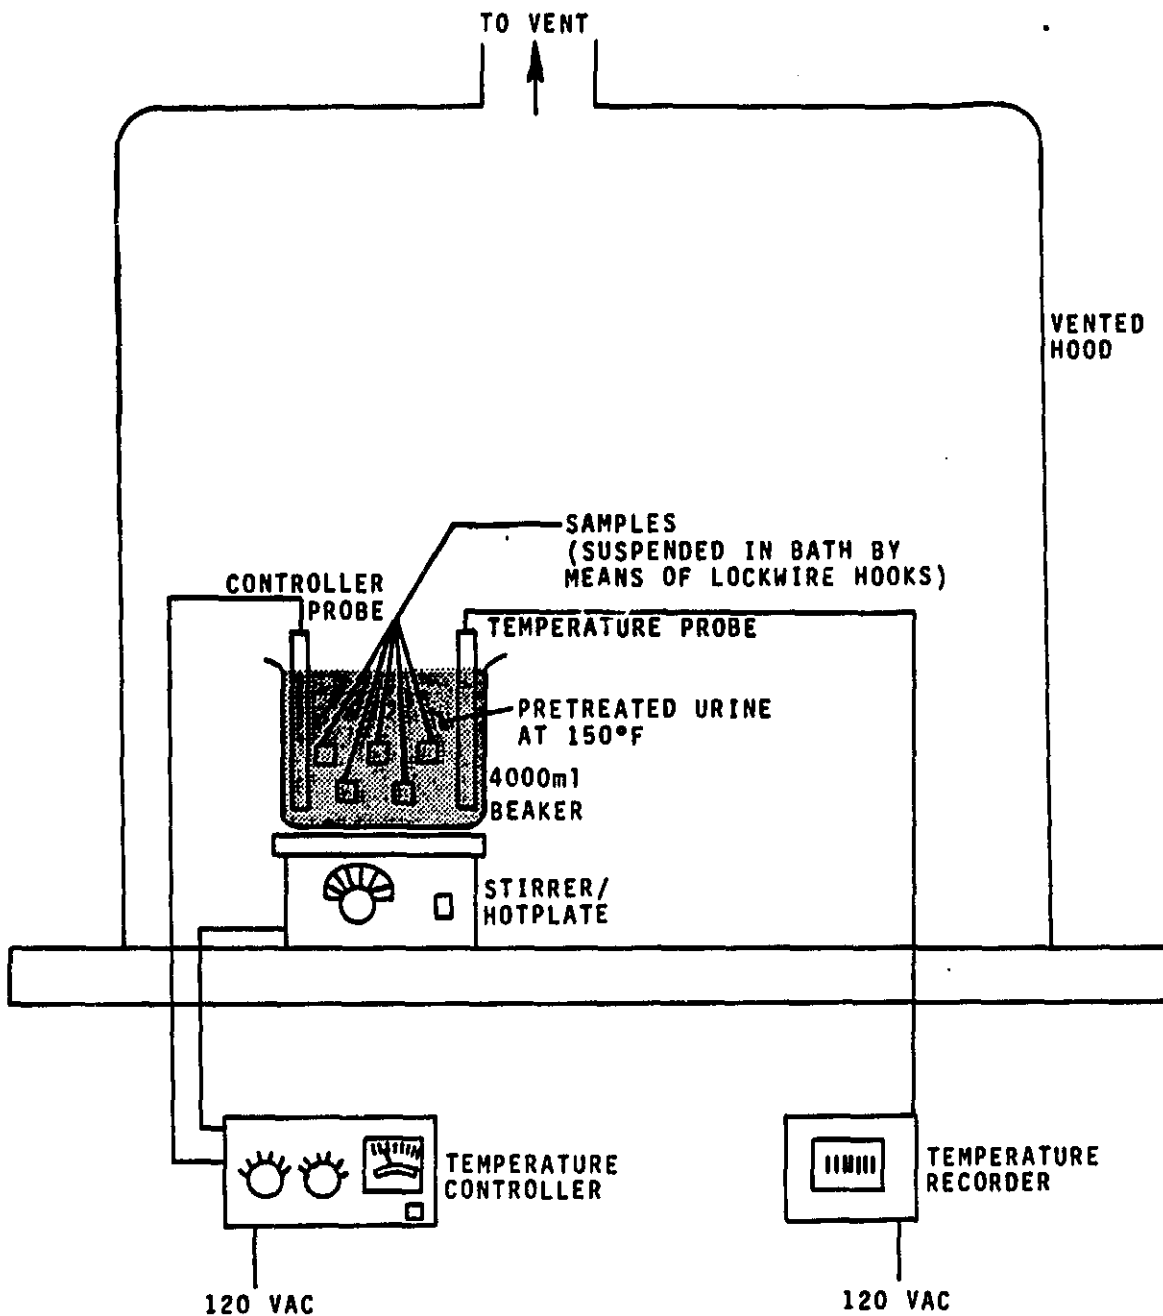 TO VENT
VENTED
HOOD
SAMPLES
(SUSPENDED IN BATH BY
MEANS OF LOCKWIRE HOOKS)
CONTROLLER
PROBE
TEMPERATURE PROBE
PRETREATED URINE
AT 150°F
4000ml
BEAKER
STIRRER/
HOTPLATE
TEMPERATURE
CONTROLLER
TEMPERATURE
RECORDER
120 VAC
120 VAC